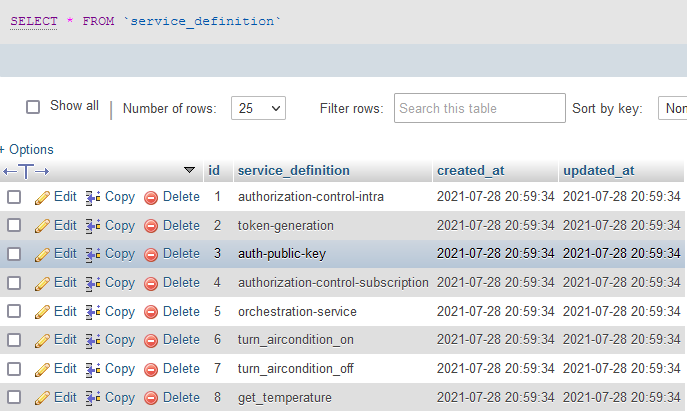 SELECT * FROM `service_definition`
Show all | Number of rows: 25 Filter rows: Search this table Sort by key: Non
+ Options
←T→ id service_definition created_at updated_at
Edit Copy Delete 1 authorization-control-intra 2021-07-28 20:59:34 2021-07-28 20:59:34
Edit Copy Delete 2 token-generation 2021-07-28 20:59:34 2021-07-28 20:59:34
Edit Copy Delete 3 auth-public-key 2021-07-28 20:59:34 2021-07-28 20:59:34
Edit Copy Delete 4 authorization-control-subscription 2021-07-28 20:59:34 2021-07-28 20:59:34
Edit Copy Delete 5 orchestration-service 2021-07-28 20:59:34 2021-07-28 20:59:34
Edit Copy Delete 6 turn_aircondition_on 2021-07-28 20:59:34 2021-07-28 20:59:34
Edit Copy Delete 7 turn_aircondition_off 2021-07-28 20:59:34 2021-07-28 20:59:34
Edit Copy Delete 8 get_temperature 2021-07-28 20:59:34 2021-07-28 20:59:34